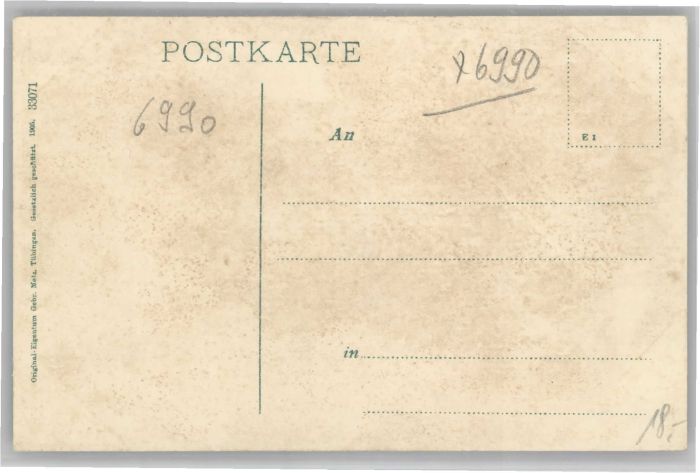 POSTKARTE
x6990
6990
An
E I
in
18,-
Original-Eigentum Gebr. Metz, Tübingen. Gesetzlich geschützt. 1905. 33071